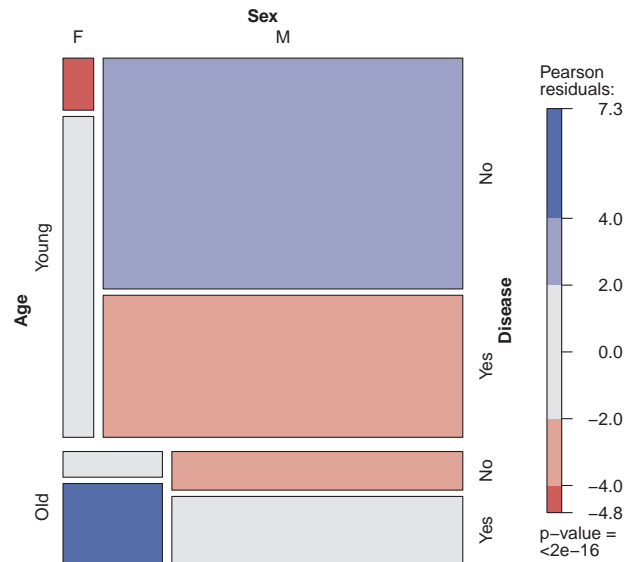 Sex
F M
Pearson
residuals:
7.3
4.0
2.0
0.0
−2.0
−4.0
−4.8
p−value =
<2e−16
Age
Young
Old
Disease
No
Yes
No
Yes